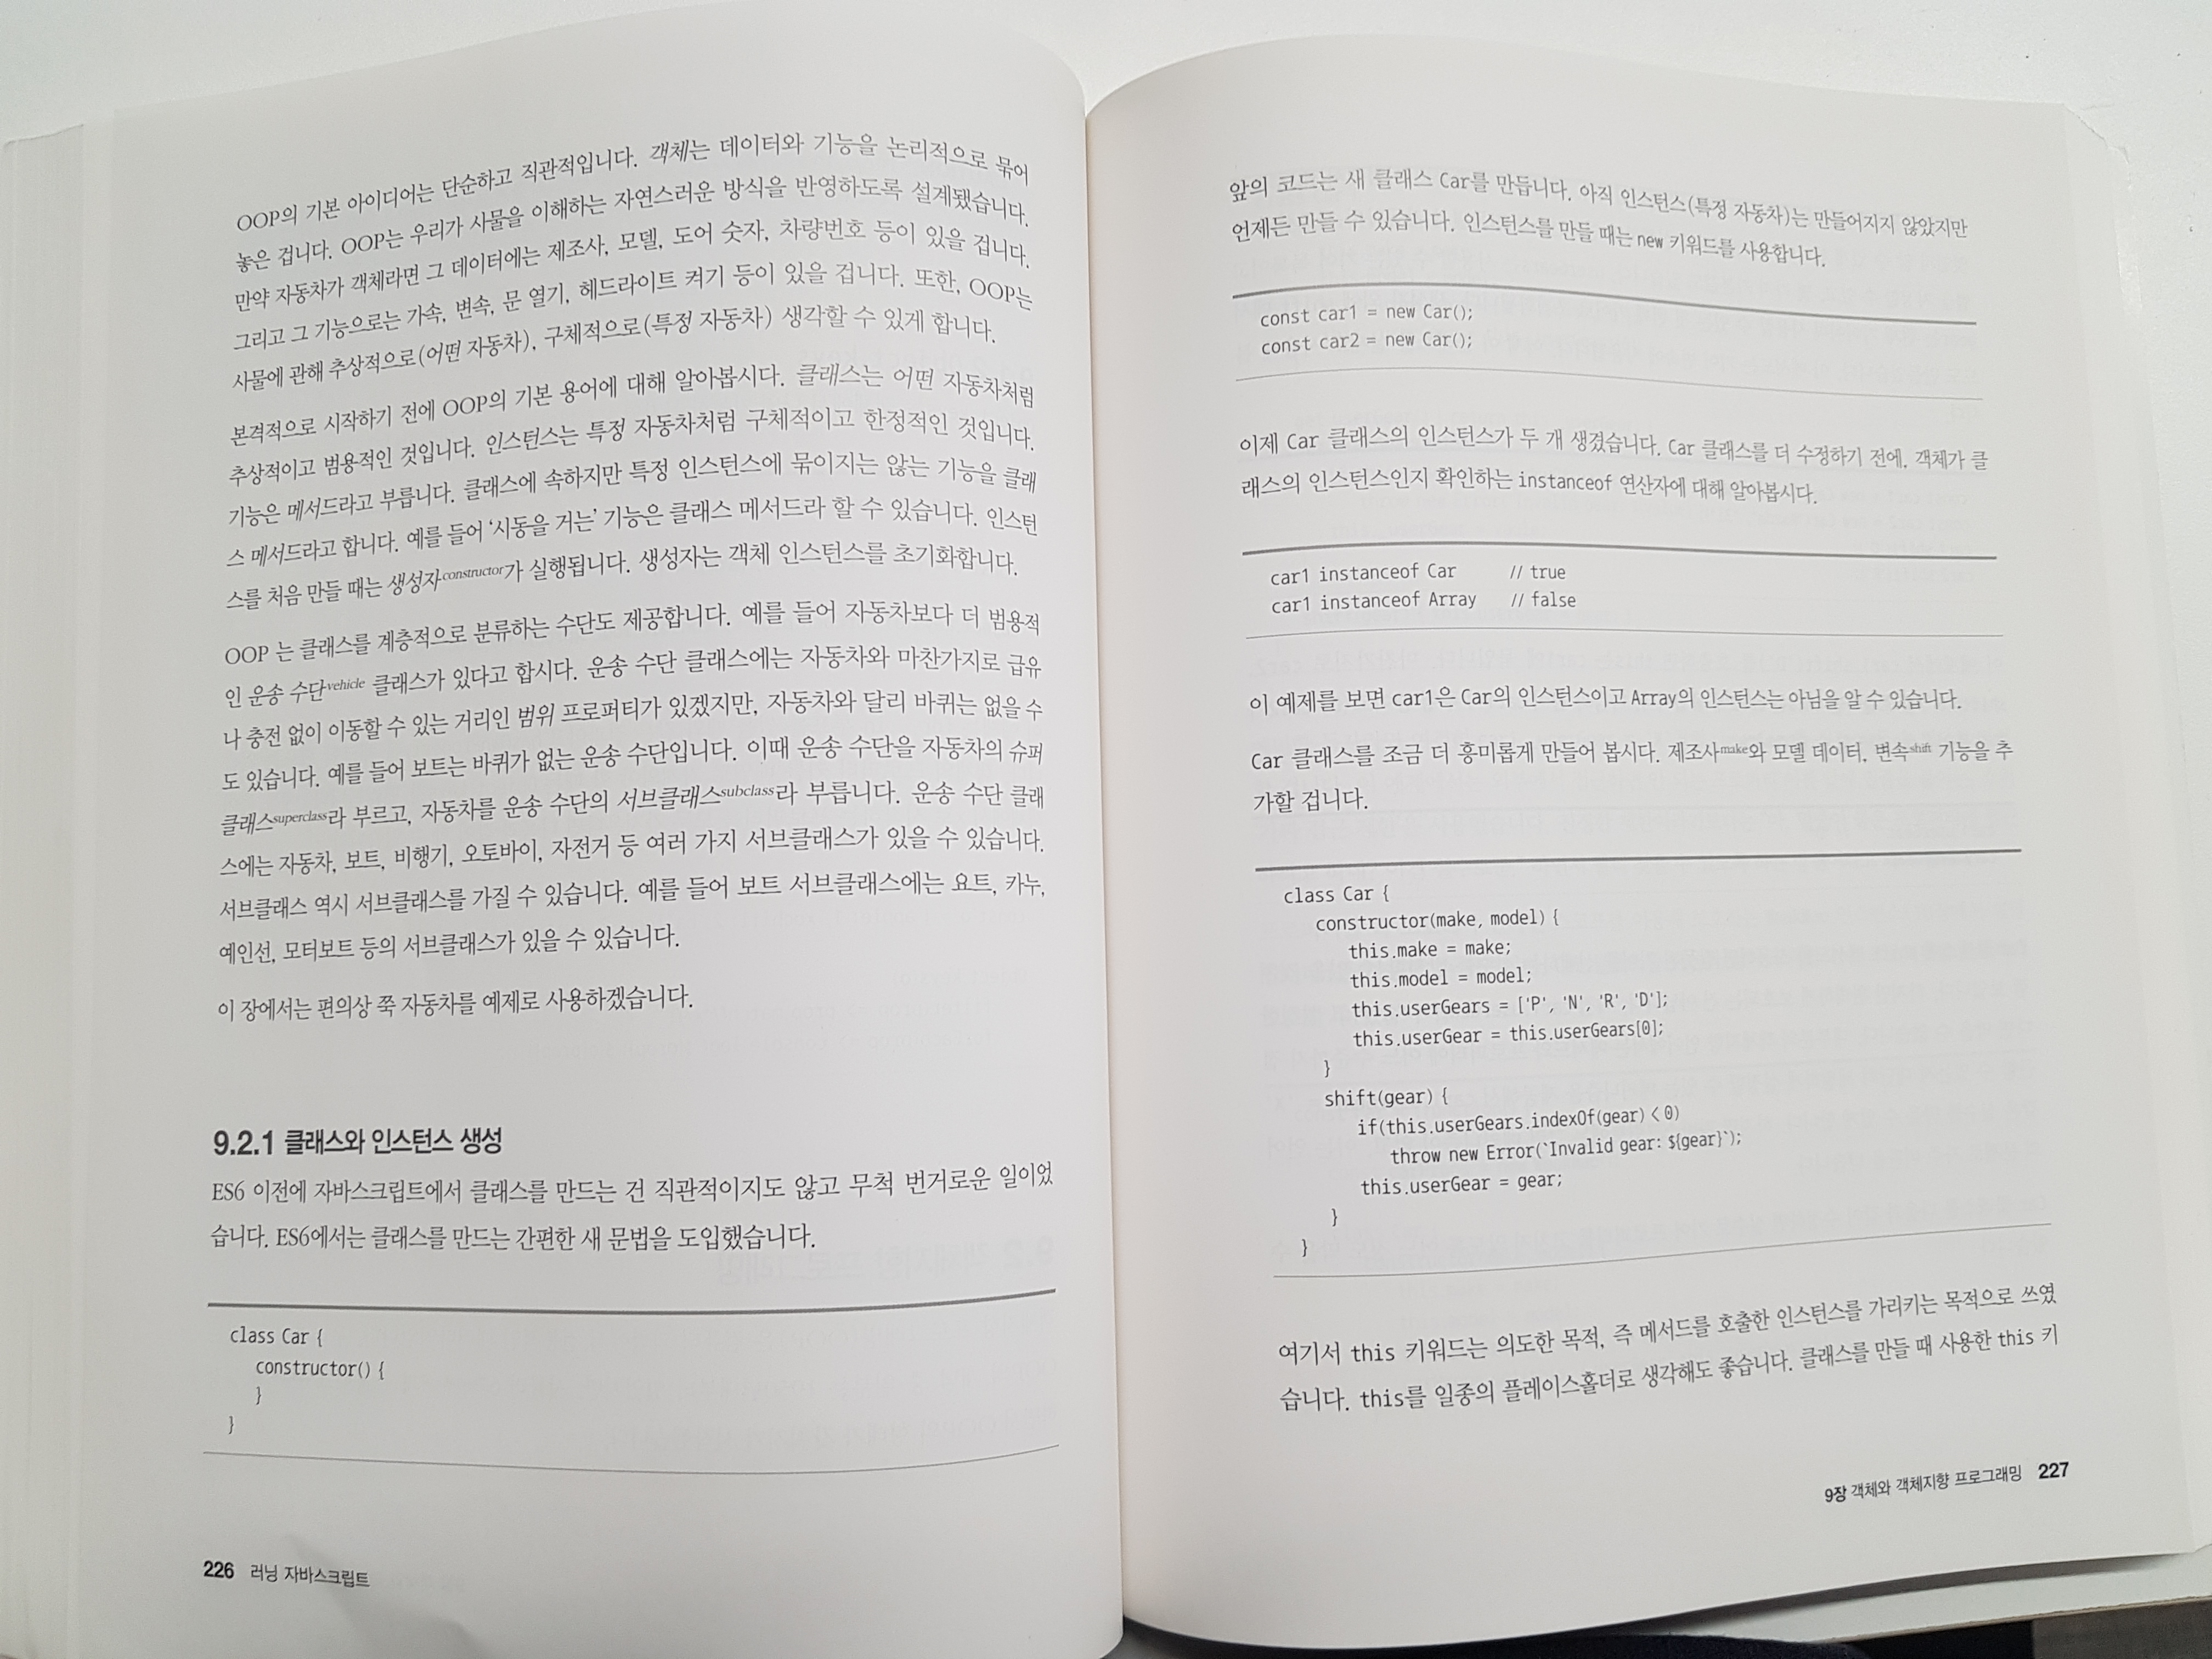 OOP의 기본 아이디어는 단순하고 직관적입니다. 객체는 데이터와 기능을 논리적으로 묶어
놓은 겁니다. OOP는 우리가 사물을 이해하는 자연스러운 방식을 반영하도록 설계됐습니다.
만약 자동차가 객체라면 그 데이터에는 제조사, 모델, 도어 숫자, 차량번호 등이 있을 겁니다.
그리고 그 기능으로는 가속, 변속, 문 열기, 헤드라이트 켜기 등이 있을 겁니다. 또한, OOP는
사물에 관해 추상적으로(어떤 자동차), 구체적으로(특정 자동차) 생각할 수 있게 합니다.
본격적으로 시작하기 전에 OOP의 기본 용어에 대해 알아봅시다. 클래스는 어떤 자동차처럼
추상적이고 범용적인 것입니다. 인스턴스는 특정 자동차처럼 구체적이고 한정적인 것입니다.
기능은 메서드라고 부릅니다. 클래스에 속하지만 특정 인스턴스에 묶이지는 않는 기능을 클래
스 메서드라고 합니다. 예를 들어 '시동을 거는' 기능은 클래스 메서드라 할 수 있습니다. 인스턴
스를 처음 만들 때는 생성자constructor가 실행됩니다. 생성자는 객체 인스턴스를 초기화합니다.
OOP 는 클래스를 계층적으로 분류하는 수단도 제공합니다. 예를 들어 자동차보다 더 범용적
인 운송 수단vehicle 클래스가 있다고 합시다. 운송 수단 클래스에는 자동차와 마찬가지로 급유
나 충전 없이 이동할 수 있는 거리인 범위 프로퍼티가 있겠지만, 자동차와 달리 바퀴는 없을 수
도 있습니다. 예를 들어 보트는 바퀴가 없는 운송 수단입니다. 이때 운송 수단을 자동차의 슈퍼
클래스superclass라 부르고, 자동차를 운송 수단의 서브클래스subclass라 부릅니다. 운송 수단 클래
스에는 자동차, 보트, 비행기, 오토바이, 자전거 등 여러 가지 서브클래스가 있을 수 있습니다.
서브클래스 역시 서브클래스를 가질 수 있습니다. 예를 들어 보트 서브클래스에는 요트, 카누,
예인선, 모터보트 등의 서브클래스가 있을 수 있습니다.
이 장에서는 편의상 쭉 자동차를 예제로 사용하겠습니다.
9.2.1 클래스와 인스턴스 생성
ES6 이전에 자바스크립트에서 클래스를 만드는 건 직관적이지도 않고 무척 번거로운 일이었
습니다. ES6에서는 클래스를 만드는 간편한 새 문법을 도입했습니다.
class Car {
constructor() {
}
}
226 러닝 자바스크립트
앞의 코드는 새 클래스 Car를 만듭니다. 아직 인스턴스(특정 자동차)는 만들어지지 않았지만
언제든 만들 수 있습니다. 인스턴스를 만들 때는 new 키워드를 사용합니다.
const car1 = new Car();
const car2 = new Car();
이제 Car 클래스의 인스턴스가 두 개 생겼습니다. Car 클래스를 더 수정하기 전에, 객체가 클
래스의 인스턴스인지 확인하는 instanceof 연산자에 대해 알아봅시다.
car1 instanceof Car // true
car1 instanceof Array // false
이 예제를 보면 car1은 Car의 인스턴스이고 Array의 인스턴스는 아님을 알 수 있습니다.
Car 클래스를 조금 더 흥미롭게 만들어 봅시다. 제조사make와 모델 데이터, 변속shift 기능을 추
가할 겁니다.
class Car {
constructor(make, model) {
this.make = make;
this.model = model;
this.userGears = ['P', 'N', 'R', 'D'];
this.userGear = this.userGears[0];
}
shift(gear) {
if(this.userGears.indexOf(gear) < 0)
throw new Error(`Invalid gear: ${gear}`);
this.userGear = gear;
}
}
여기서 this 키워드는 의도한 목적, 즉 메서드를 호출한 인스턴스를 가리키는 목적으로 쓰였
습니다. this를 일종의 플레이스홀더로 생각해도 좋습니다. 클래스를 만들 때 사용한 this 키
9장 객체와 객체지향 프로그래밍 227